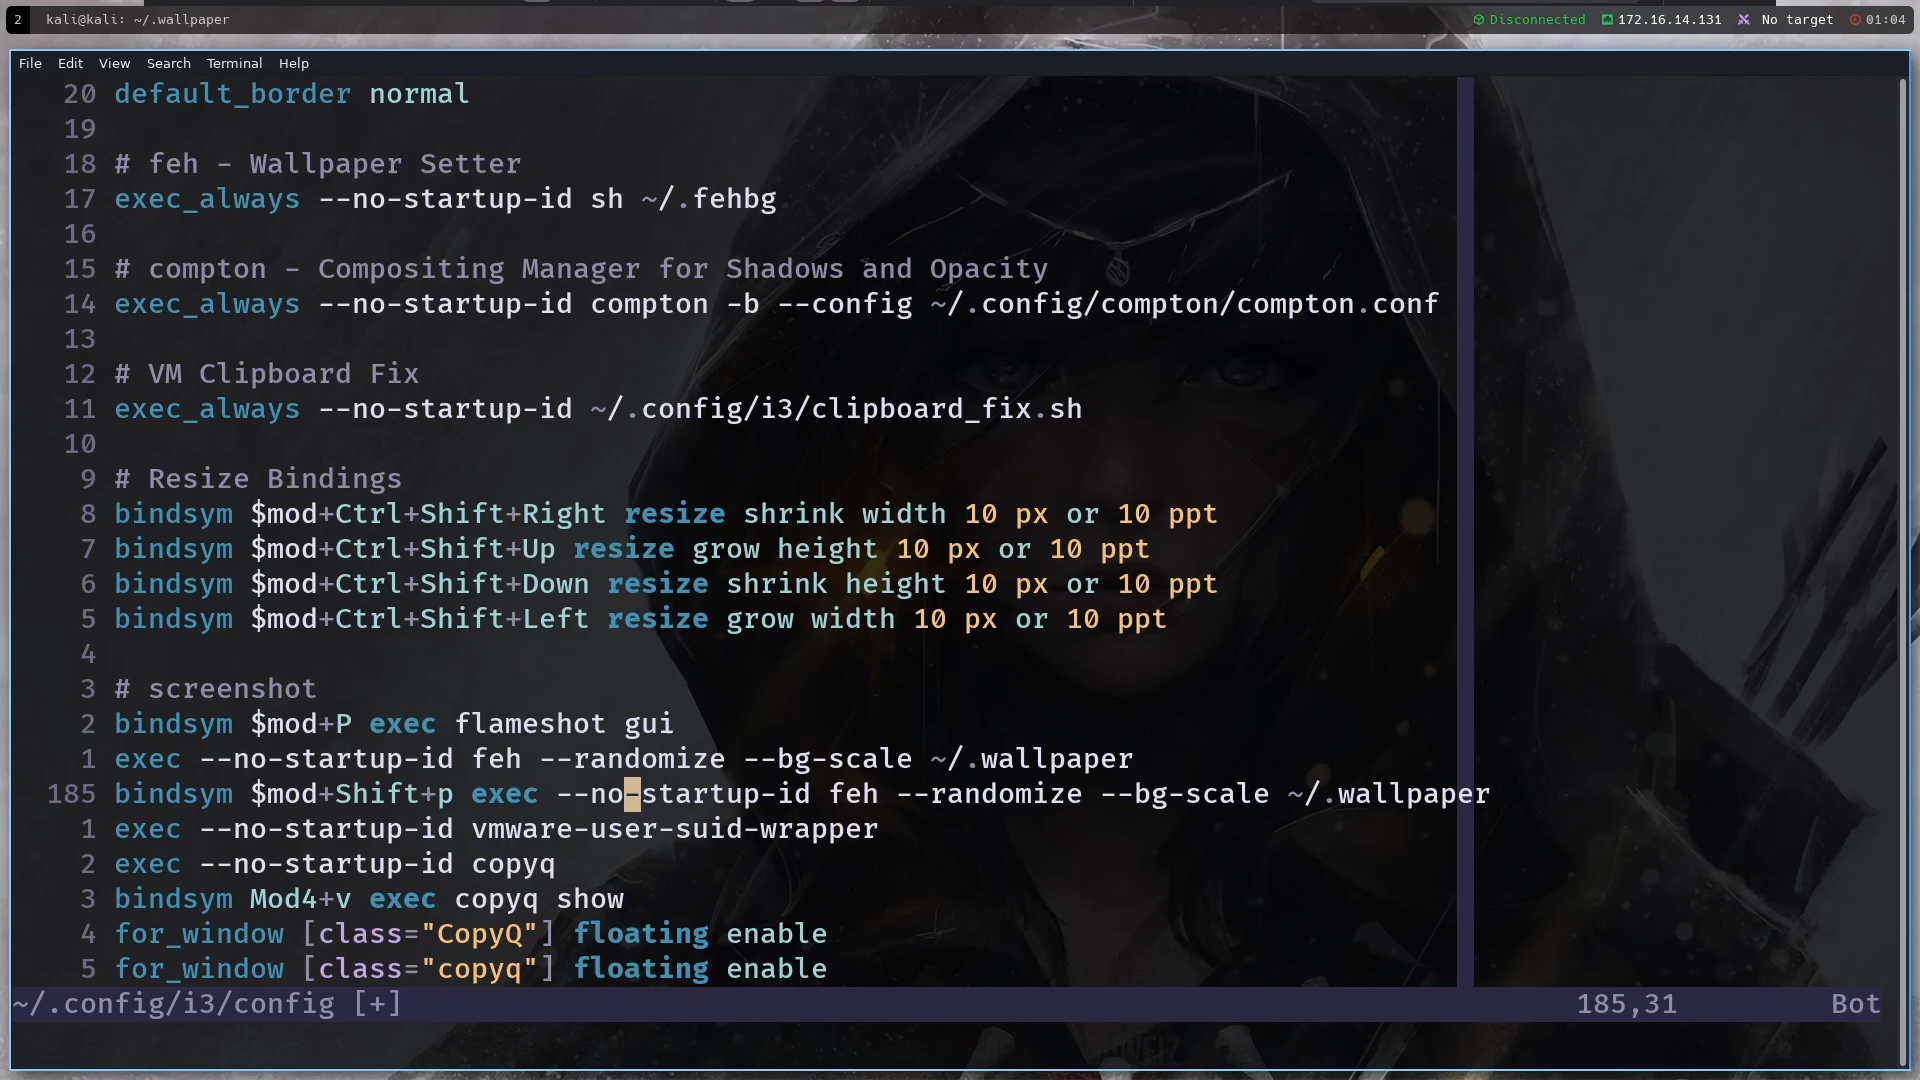 2 kali@kali: ~/.wallpaper Disconnected 172.16.14.131 No target 01:04
File Edit View Search Terminal Help
20 default_border normal
19
18 # feh - Wallpaper Setter
17 exec_always --no-startup-id sh ~/.fehbg
16
15 # compton - Compositing Manager for Shadows and Opacity
14 exec_always --no-startup-id compton -b --config ~/.config/compton/compton.conf
13
12 # VM Clipboard Fix
11 exec_always --no-startup-id ~/.config/i3/clipboard_fix.sh
10
9 # Resize Bindings
8 bindsym $mod+Ctrl+Shift+Right resize shrink width 10 px or 10 ppt
7 bindsym $mod+Ctrl+Shift+Up resize grow height 10 px or 10 ppt
6 bindsym $mod+Ctrl+Shift+Down resize shrink height 10 px or 10 ppt
5 bindsym $mod+Ctrl+Shift+Left resize grow width 10 px or 10 ppt
4
3 # screenshot
2 bindsym $mod+P exec flameshot gui
1 exec --no-startup-id feh --randomize --bg-scale ~/.wallpaper
185 bindsym $mod+Shift+p exec --no-startup-id feh --randomize --bg-scale ~/.wallpaper
1 exec --no-startup-id vmware-user-suid-wrapper
2 exec --no-startup-id copyq
3 bindsym Mod4+v exec copyq show
4 for_window [class="CopyQ"] floating enable
5 for_window [class="copyq"] floating enable
~/.config/i3/config [+] 185,31 Bot